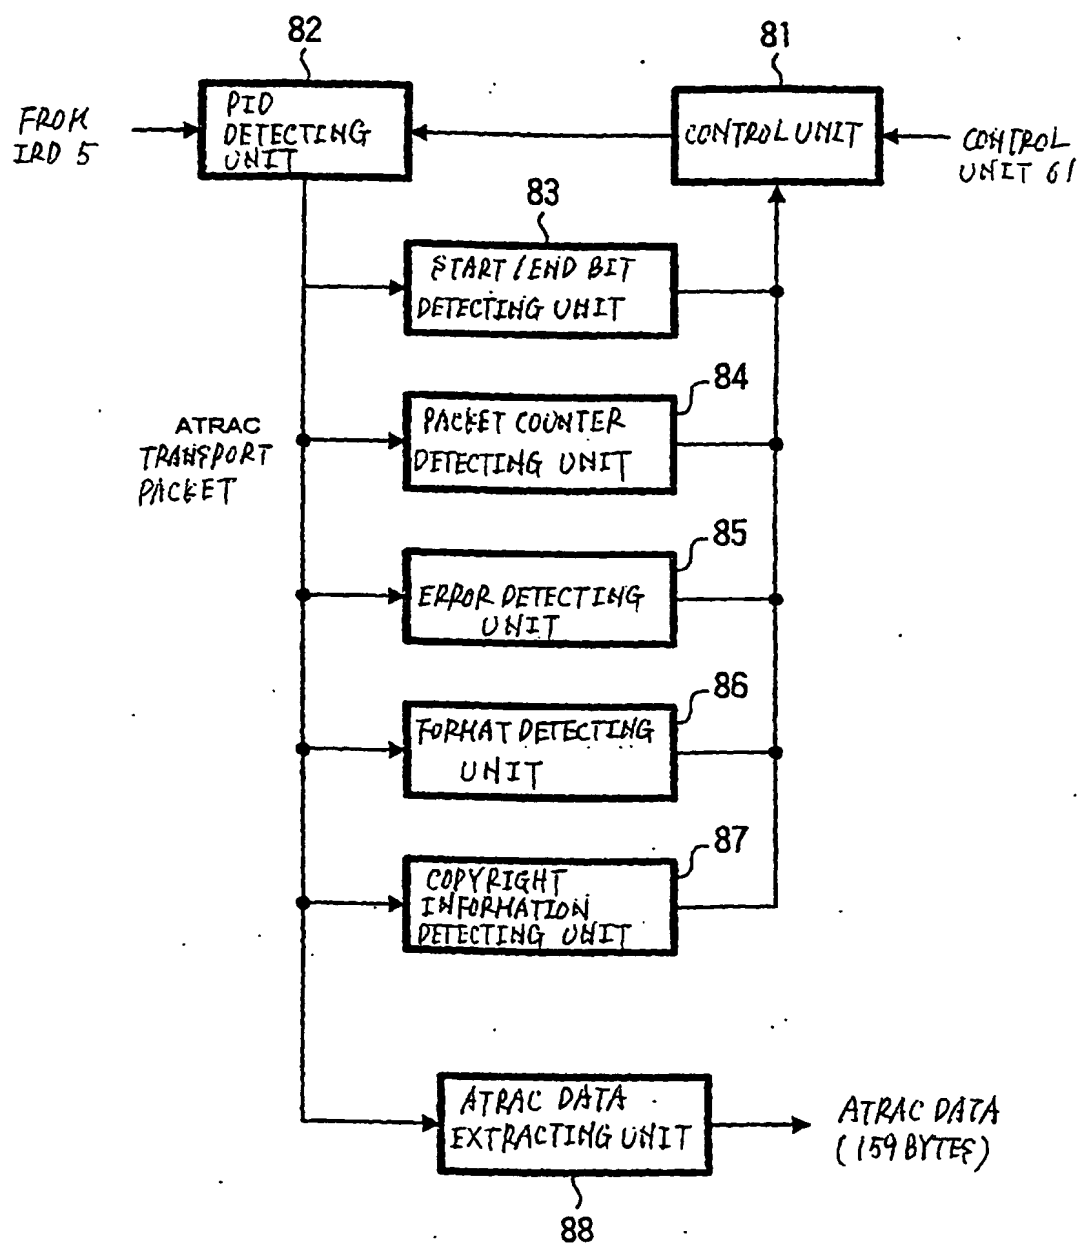 82
81
FROM
IRD 5
PID
DETECTING
UNIT
CONTROL UNIT
CONTROL
UNIT 61
83
START/END BIT
DETECTING UNIT
84
PACKET COUNTER
DETECTING UNIT
ATRAC
TRANSPORT
PACKET
85
ERROR DETECTING
UNIT
86
FORMAT DETECTING
UNIT
87
COPYRIGHT
INFORMATION
DETECTING UNIT
ATRAC DATA
EXTRACTING UNIT
ATRAC DATA
(159 BYTES)
88